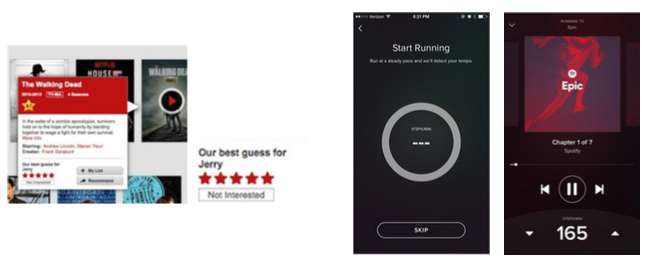 NETFLIX
HOUSE
WALKING DEAD
The Walking Dead
2010-2013 TV-MA 4 Seasons
In the wake of a zombie apocalypse, survivors
hold on to the hope of humanity by banding
together to wage a fight for their own survival.
More Info
Starring: Andrew Lincoln, Steven Yeun
Creator: Frank Darabont
Our best guess for
Jerry
Not Interested
+ My List
Recommend
Our best guess for
Jerry
Not Interested
Verizon 6:21 PM
Start Running
Run at a steady pace and we'll detect your tempo
STEPS/MIN
---
SKIP
RUNNING TO
Epic
Epic
Chapter 1 of 7
Spotify
STEPS/MIN
165